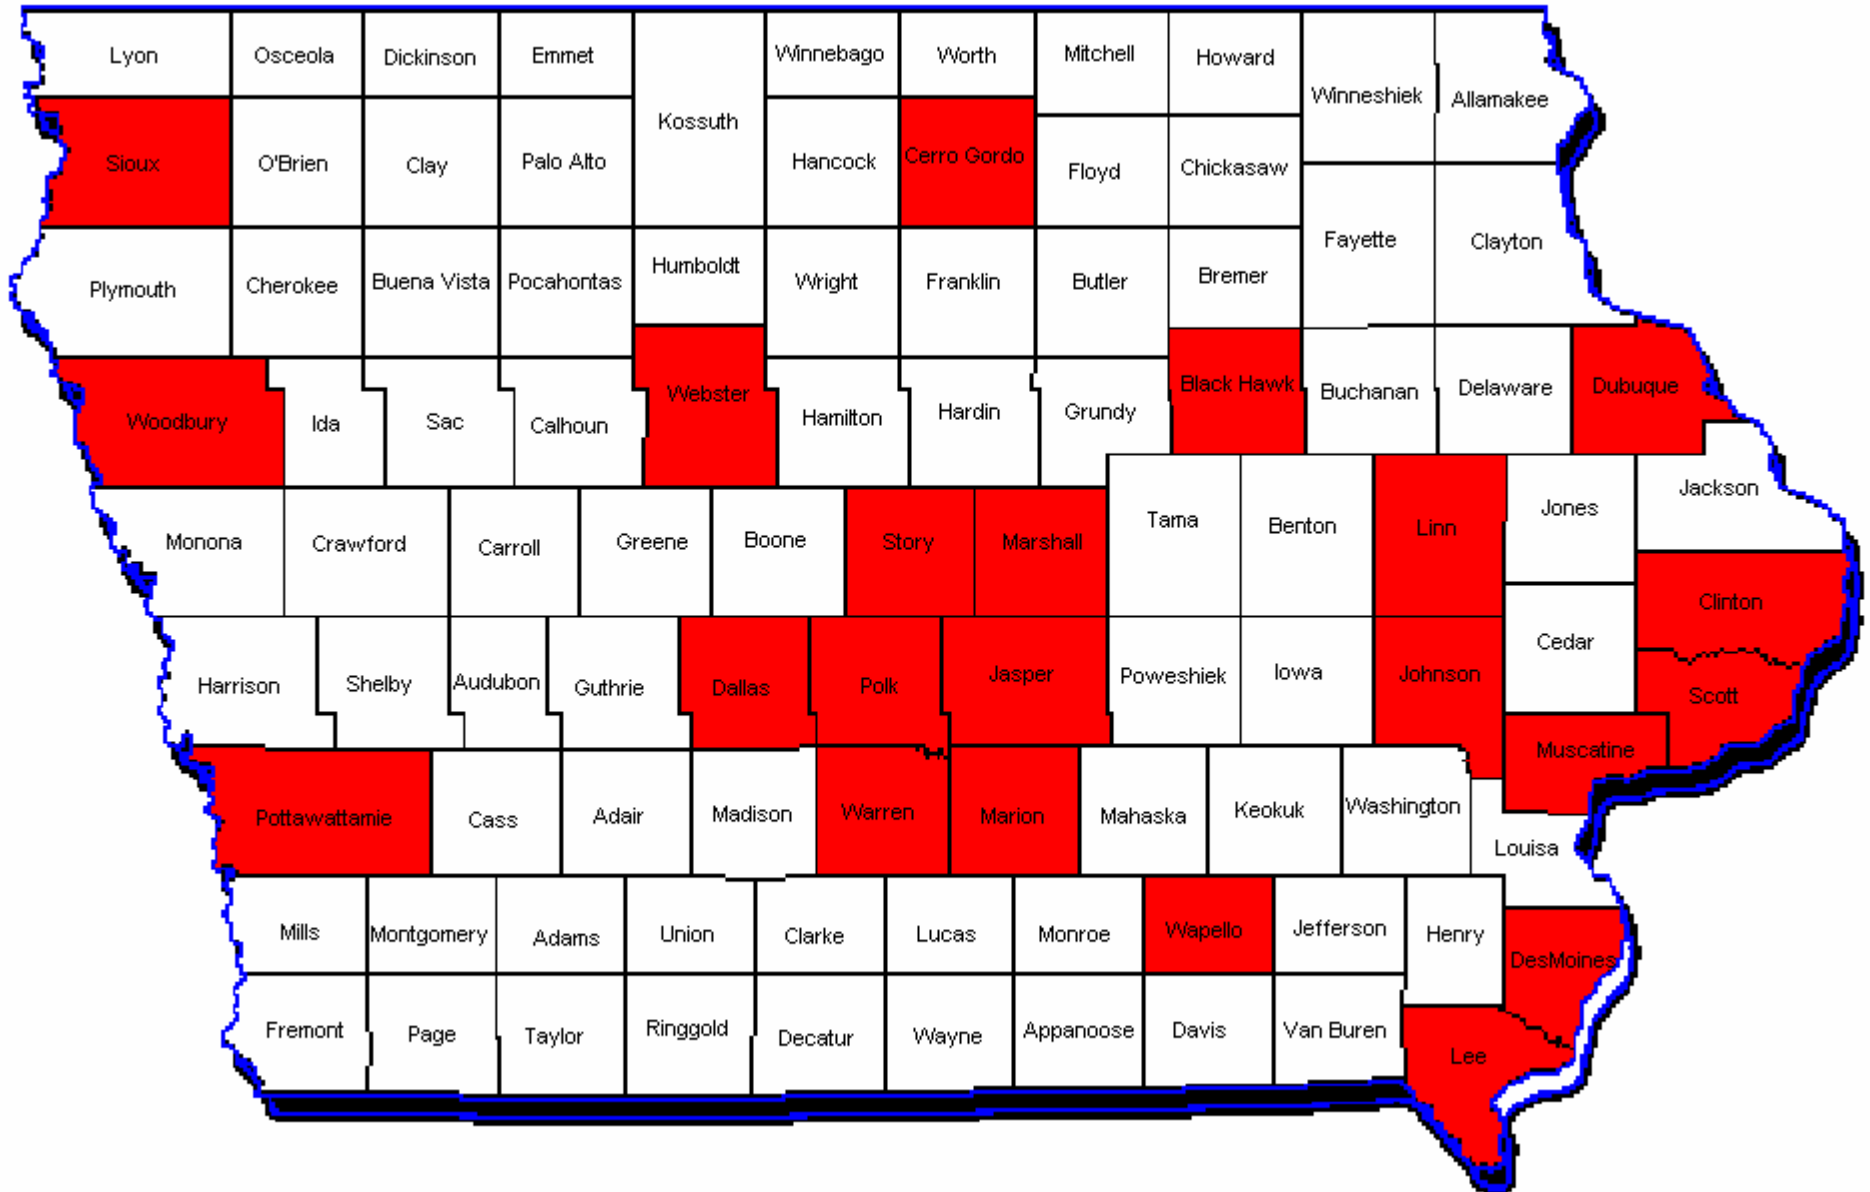 Lyon
Osceola
Dickinson
Emmet
Kossuth
Winnebago
Worth
Mitchell
Howard
Winneshiek
Allamakee
Sioux
O'Brien
Clay
Palo Alto
Hancock
Cerro Gordo
Floyd
Chickasaw
Plymouth
Cherokee
Buena Vista
Pocahontas
Humboldt
Wright
Franklin
Butler
Bremer
Fayette
Clayton
Woodbury
Ida
Sac
Calhoun
Webster
Hamilton
Hardin
Grundy
Black Hawk
Buchanan
Delaware
Dubuque
Monona
Crawford
Carroll
Greene
Boone
Story
Marshall
Tama
Benton
Linn
Jones
Jackson
Clinton
Harrison
Shelby
Audubon
Guthrie
Dallas
Polk
Jasper
Poweshiek
Iowa
Johnson
Cedar
Scott
Muscatine
Pottawattamie
Cass
Adair
Madison
Warren
Marion
Mahaska
Keokuk
Washington
Louisa
Mills
Montgomery
Adams
Union
Clarke
Lucas
Monroe
Wapello
Jefferson
Henry
DesMoines
Fremont
Page
Taylor
Ringgold
Decatur
Wayne
Appanoose
Davis
Van Buren
Lee